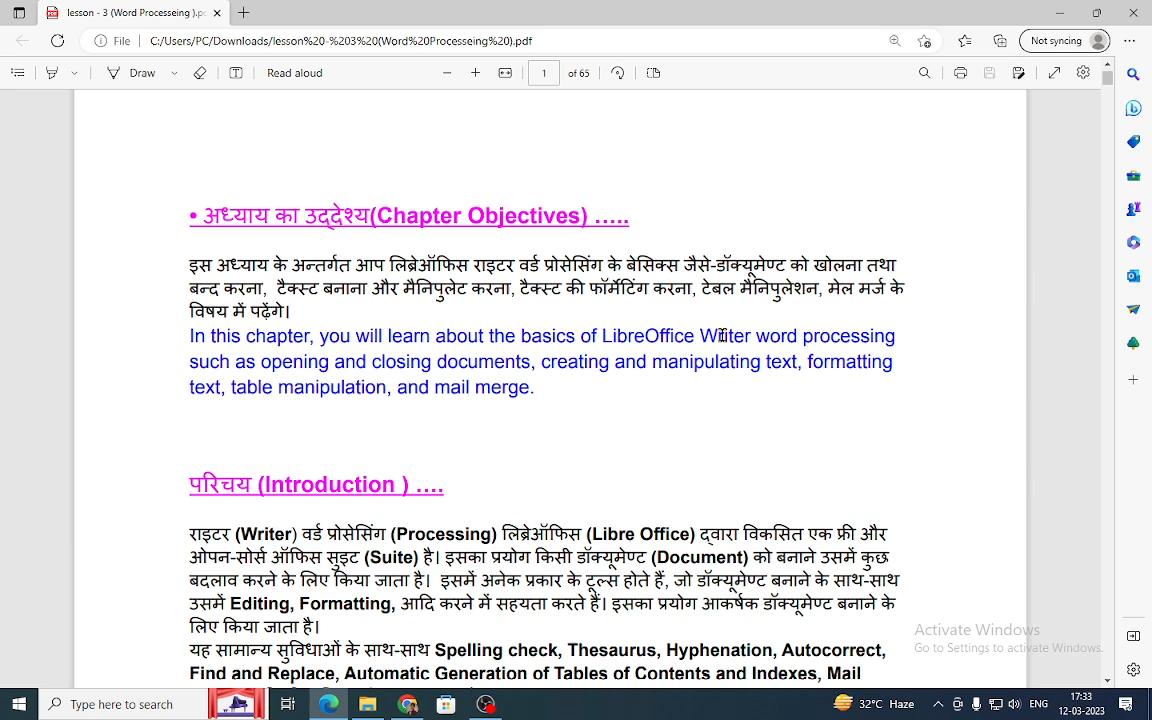 lesson - 3 (Word Processeing ).p
File
C:/Users/PC/Downloads/lesson%20-%203%20(Word%20Processeing%20).pdf
Not syncing
Draw
Read aloud
1
of 65
• अध्याय का उद्देश्य(Chapter Objectives) .....
इस अध्याय के अन्तर्गत आप लिब्रेऑफिस राइटर वर्ड प्रोसेसिंग के बेसिक्स जैसे-डॉक्यूमेण्ट को खोलना तथा
बन्द करना, टैक्स्ट बनाना और मैनिपुलेट करना, टैक्स्ट की फॉर्मेटिंग करना, टेबल मैनिपुलेशन, मेल मर्ज के
विषय में पढ़ेंगे।
In this chapter, you will learn about the basics of LibreOffice Writer word processing
such as opening and closing documents, creating and manipulating text, formatting
text, table manipulation, and mail merge.
परिचय (Introduction ) ....
राइटर (Writer) वर्ड प्रोसेसिंग (Processing) लिब्रेऑफिस (Libre Office) द्वारा विकसित एक फ्री और
ओपन-सोर्स ऑफिस सुइट (Suite) है। इसका प्रयोग किसी डॉक्यूमेण्ट (Document) को बनाने उसमें कुछ
बदलाव करने के लिए किया जाता है। इसमें अनेक प्रकार के टूल्स होते हैं, जो डॉक्यूमेण्ट बनाने के साथ-साथ
उसमें Editing, Formatting, आदि करने में सहयता करते हैं। इसका प्रयोग आकर्षक डॉक्यूमेण्ट बनाने के
लिए किया जाता है।
यह सामान्य सुविधाओं के साथ-साथ Spelling check, Thesaurus, Hyphenation, Autocorrect,
Find and Replace, Automatic Generation of Tables of Contents and Indexes, Mail
Activate Windows
Go to Settings to activate Windows.
Type here to search
32°C Haze
ENG
17:33
12-03-2023